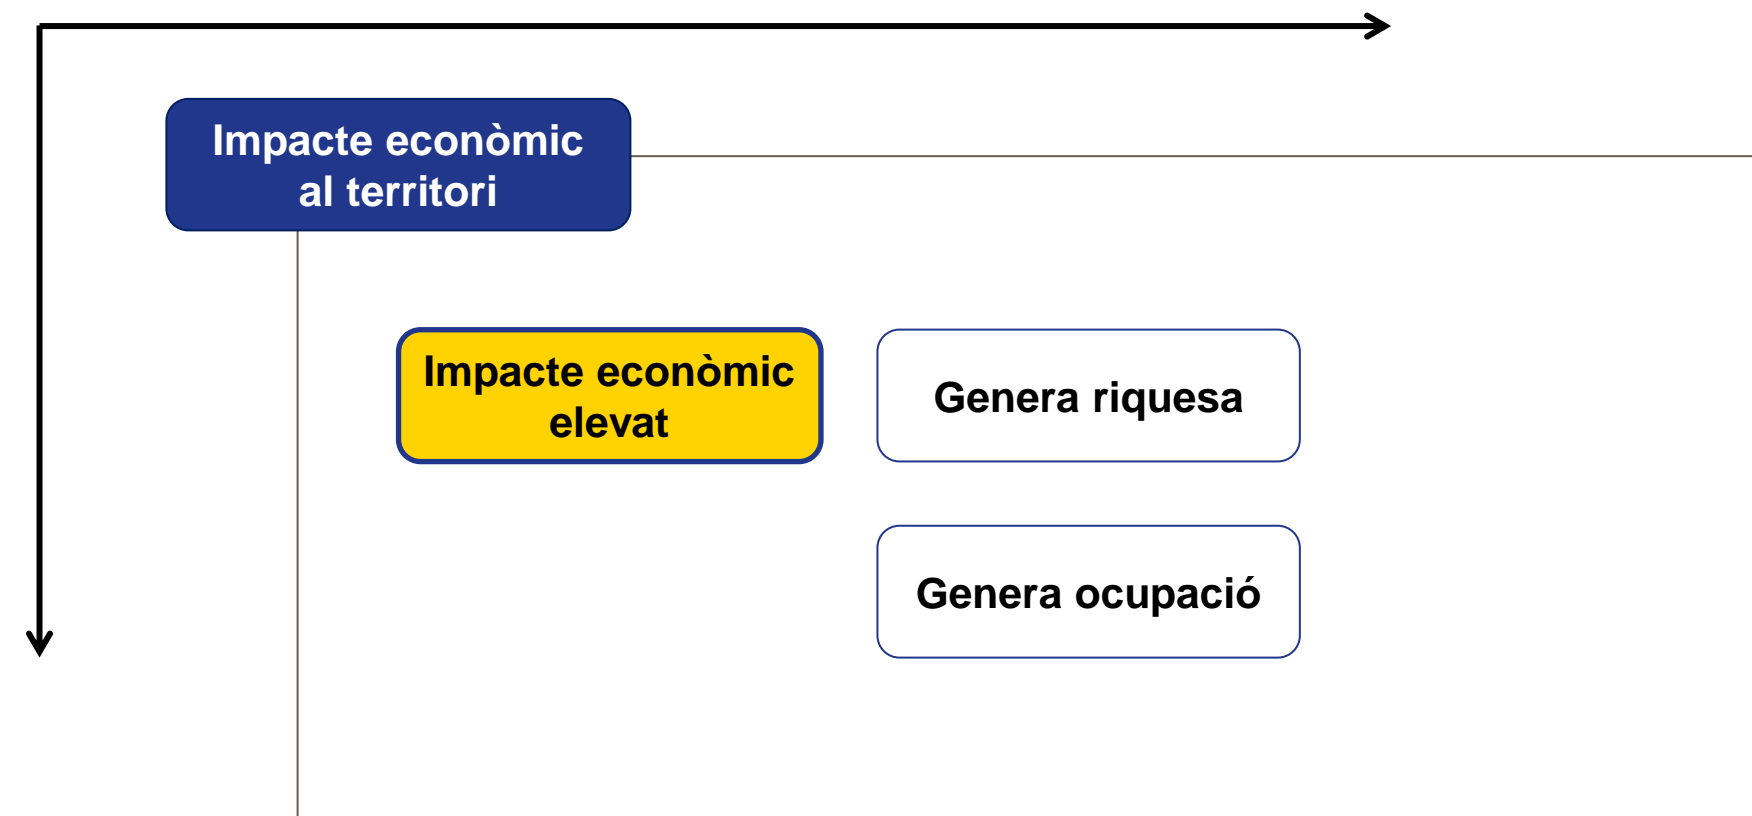 Impacte econòmic
al territori
Impacte econòmic
elevat
Genera riquesa
Genera ocupació